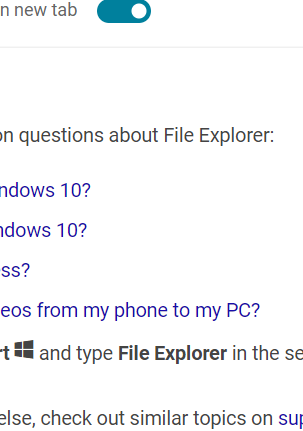 n new tab
on questions about File Explorer:
ndows 10?
ndows 10?
ss?
eos from my phone to my PC?
rt and type File Explorer in the se
else, check out similar topics on sup